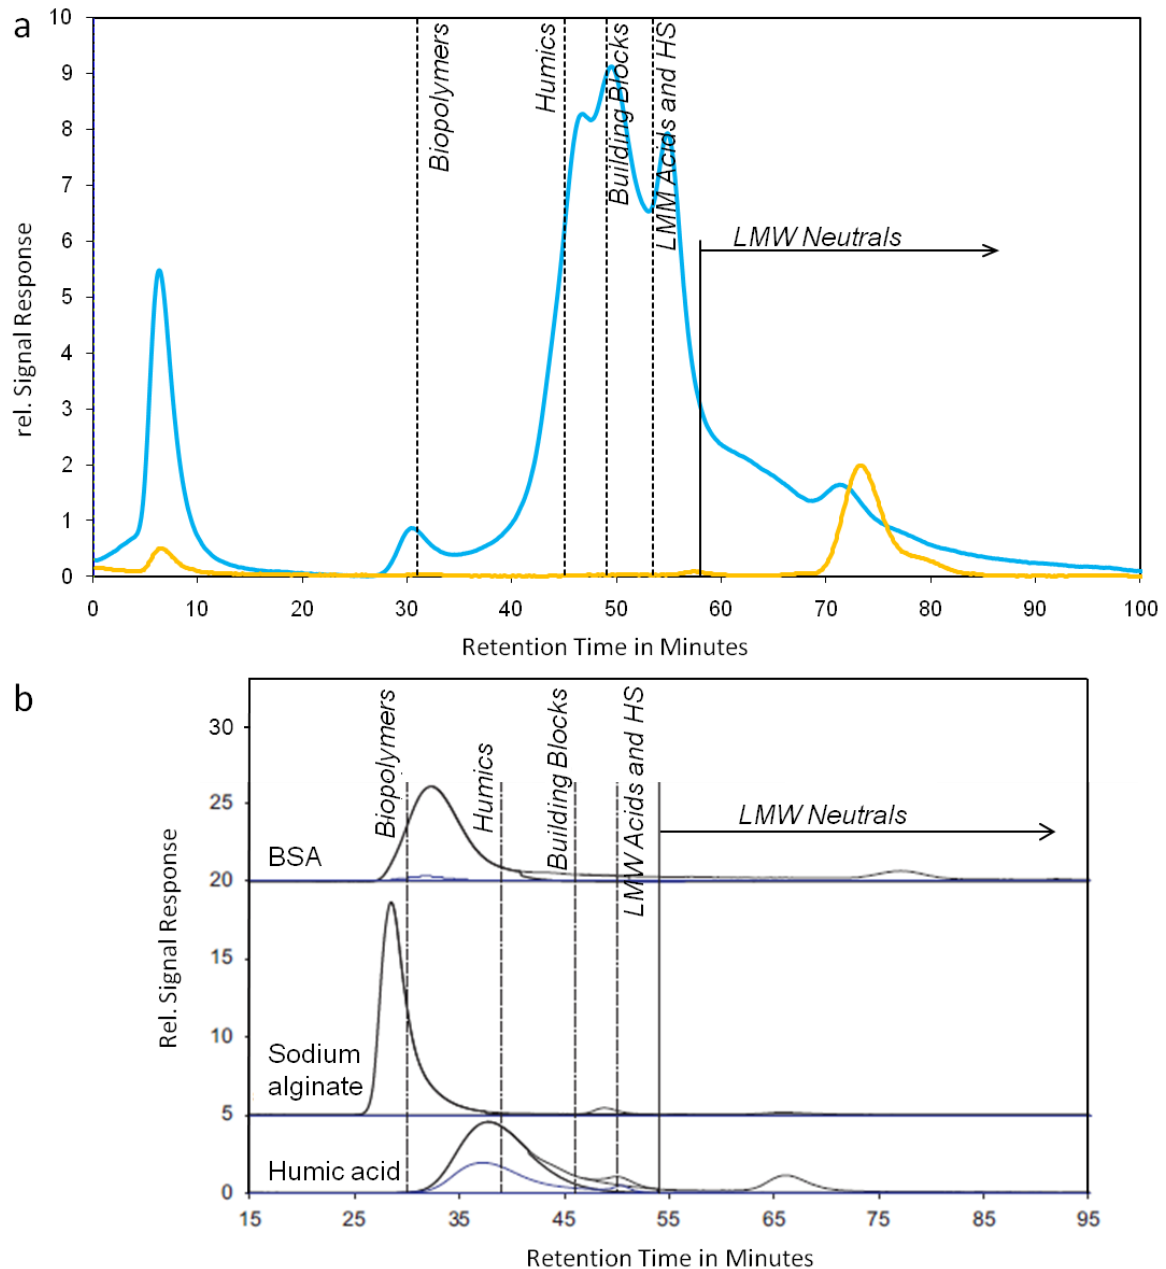 a
10
9
8
7
6
5
4
3
2
1
0
rel. Signal Response
Biopolymers
Humics
Building Blocks
LMM Acids and HS
LMW Neutrals
0 10 20 30 40 50 60 70 80 90 100
Retention Time in Minutes
b
30
25
20
15
10
5
0
Rel. Signal Response
Biopolymers
Humics
Building Blocks
LMW Acids and HS
LMW Neutrals
BSA
Sodium
alginate
Humic acid
15 25 35 45 55 65 75 85 95
Retention Time in Minutes